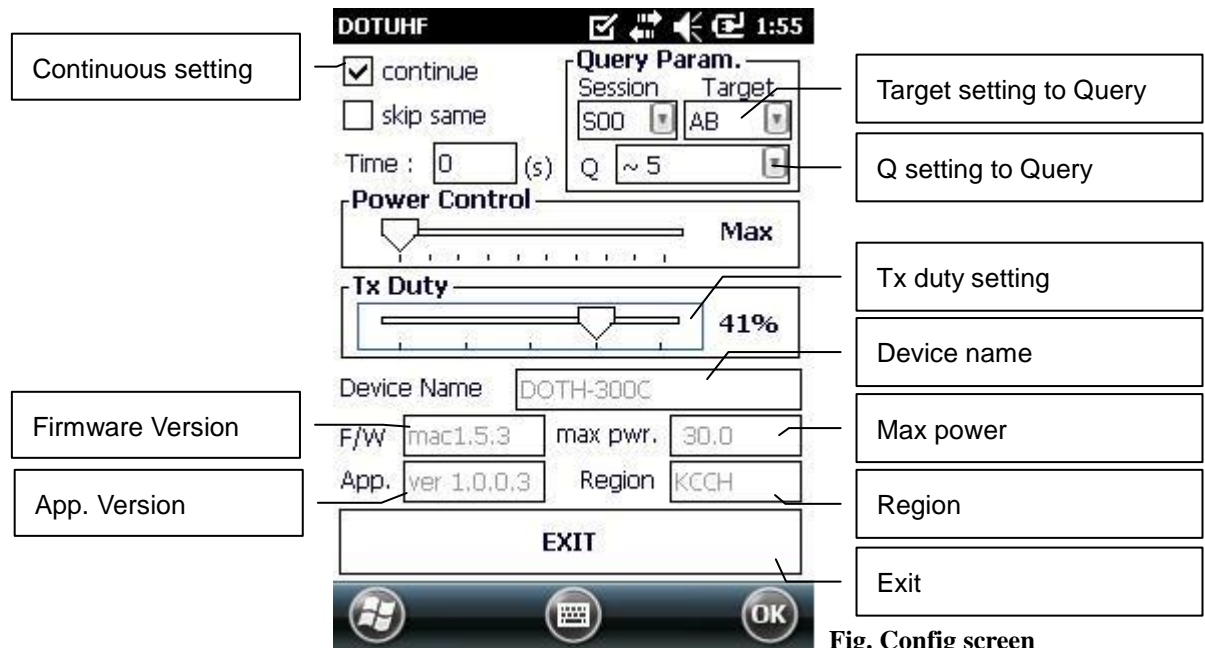 DOTUHF 1:55
Continuous setting
continue
skip same
Time : 0 (s)
Query Param.
Session Target
S00 AB
Q ~ 5
Target setting to Query
Q setting to Query
Power Control
Max
Tx Duty
41%
Tx duty setting
Device Name DOTH-300C
Device name
Firmware Version
F/W mac1.5.3 max pwr. 30.0
Max power
App. Version
App. ver 1.0.0.3 Region KCCH
Region
EXIT
Exit
OK
Fig. Config screen